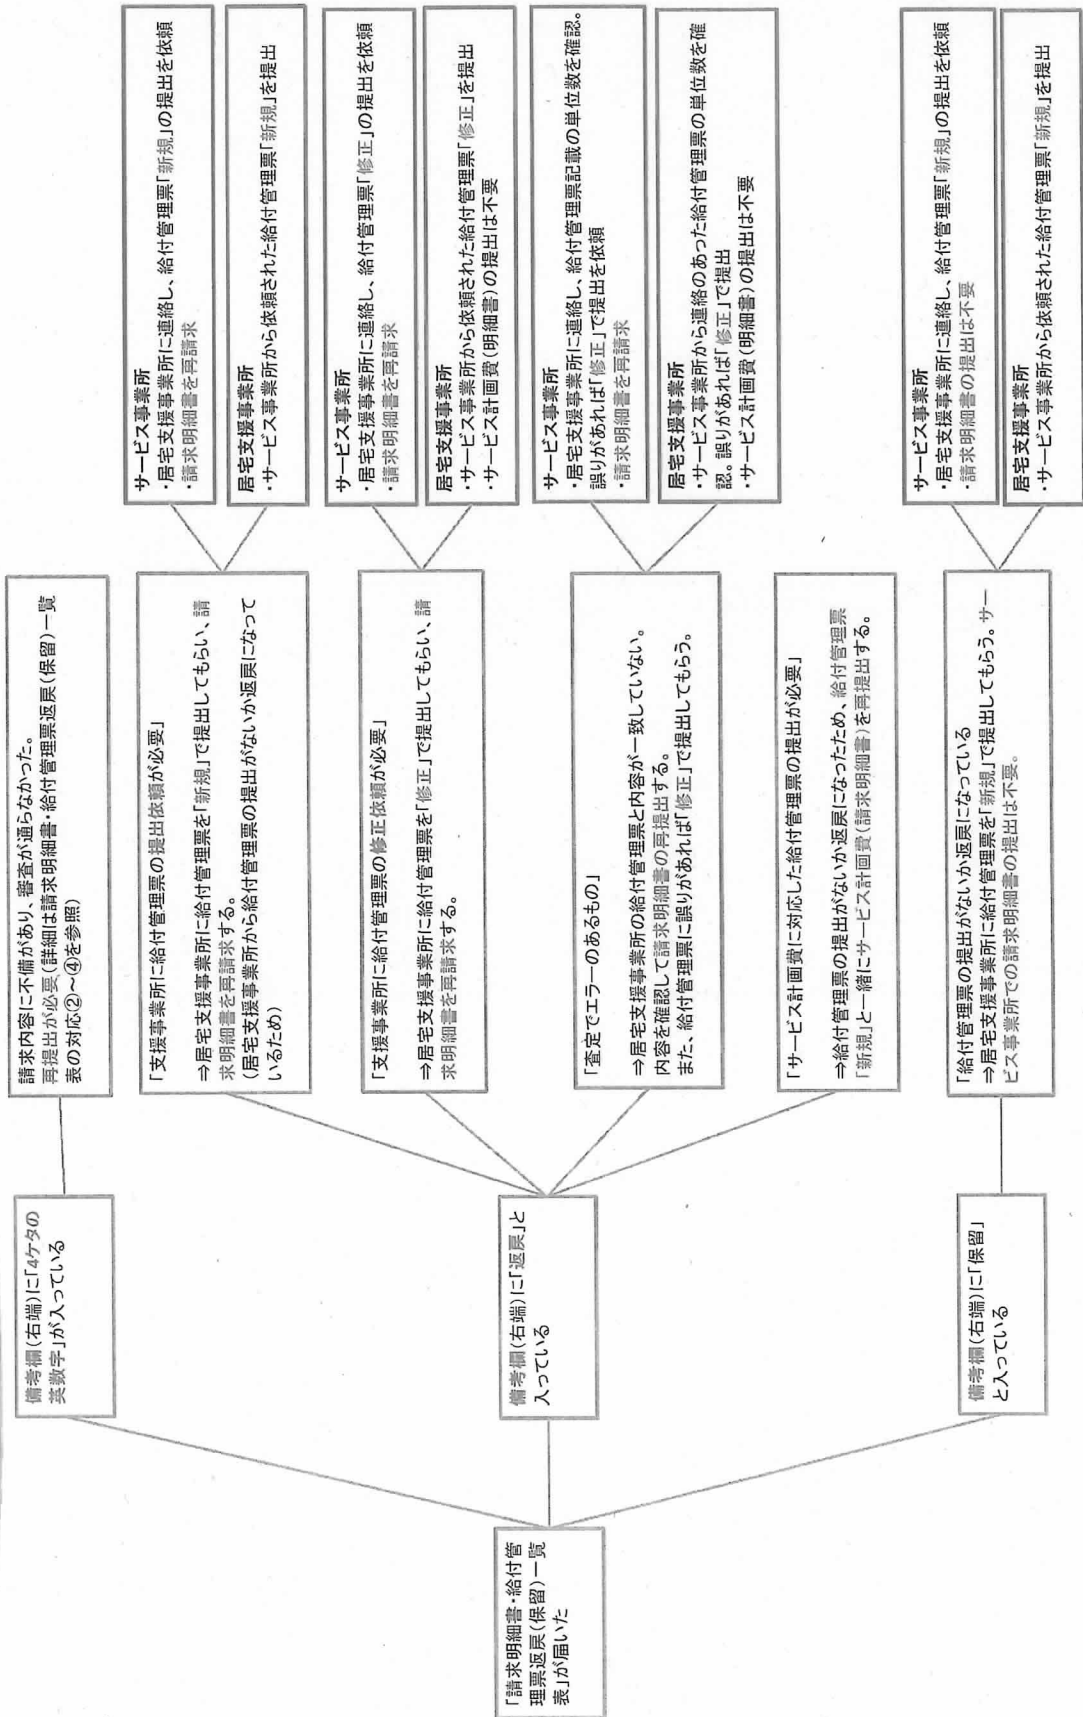 「請求明細書・給付管
理票返戻(保留)一覧
表」が届いた
備考欄(右端)に「4ケタの
英数字」が入っている
請求内容に不備があり、審査が通らなかった。
再提出が必要(詳細は請求明細書・給付管理票返戻(保留)一覧
表の対応②~④)を参照
備考欄(右端)に「返戻」と
入っている
「支援事業所に給付管理票の提出依頼が必要」
⇒居宅支援事業所に給付管理票を「新規」で提出してもらい、請
求明細書を再請求する。
(居宅支援事業所から給付管理票の提出がないか返戻になって
いるため)
サービス事業所
・居宅支援事業所に連絡し、給付管理票「新規」の提出を依頼
・請求明細書を再請求
居宅支援事業所
・サービス事業所から依頼された給付管理票「新規」を提出
「支援事業所に給付管理票の修正依頼が必要」
⇒居宅支援事業所に給付管理票を「修正」で提出してもらい、請
求明細書を再請求する。
サービス事業所
・居宅支援事業所に連絡し、給付管理票「修正」の提出を依頼
・請求明細書を再請求
居宅支援事業所
・サービス事業所から依頼された給付管理票「修正」を提出
・サービス計画費(明細書)の提出は不要
「査定でエラーのあるもの」
⇒居宅支援事業所の給付管理票と内容が一致していない。
内容を確認して請求明細書の再提出する。
また、給付管理票に誤りがあれば「修正」で提出してもらう。
サービス事業所
・居宅支援事業所に連絡し、給付管理票記載の単位数を確認。
誤りがあれば「修正」で提出を依頼
・請求明細書を再請求
居宅支援事業所
・サービス事業所から連絡のあった給付管理票の単位数を確
認。誤りがあれば「修正」で提出
・サービス計画費(明細書)の提出は不要
「サービス計画費に対応した給付管理票の提出が必要」
⇒給付管理票の提出がないか返戻になったため、給付管理票
「新規」と一緒にサービス計画費(請求明細書)を再提出する。
備考欄(右端)に「保留」
と入っている
「給付管理票の提出がないか返戻になっている
⇒居宅支援事業所に給付管理票を「新規」で提出してもらう。サー
ビス事業所での請求明細書の提出は不要。
サービス事業所
・居宅支援事業所に連絡し、給付管理票「新規」の提出を依頼
・請求明細書の提出は不要
居宅支援事業所
・サービス事業所から依頼された給付管理票「新規」を提出